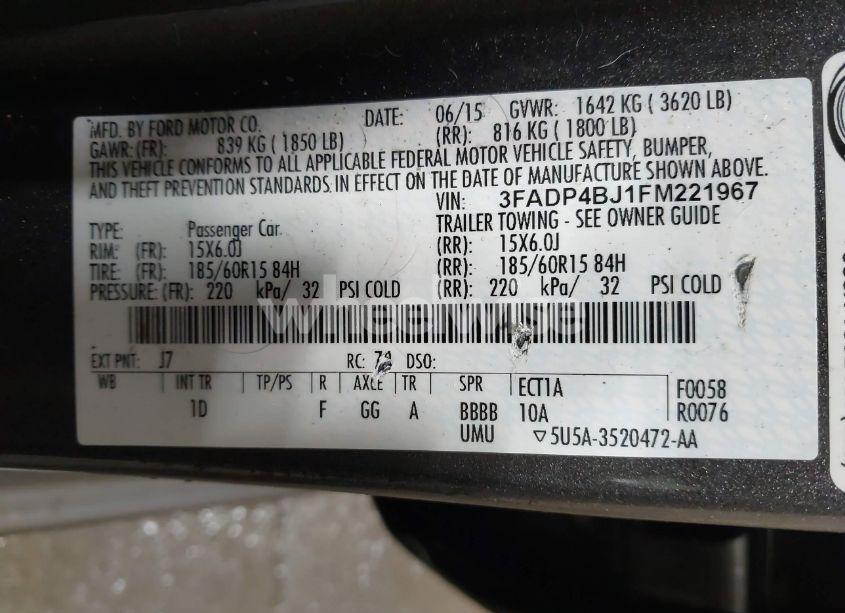 MFD. BY FORD MOTOR CO. DATE: 06/15 GVWR: 1642 KG ( 3620 LB)
GAWR: (FR): 839 KG ( 1850 LB) (RR): 816 KG ( 1800 LB)
THIS VEHICLE CONFORMS TO ALL APPLICABLE FEDERAL MOTOR VEHICLE SAFETY, BUMPER,
AND THEFT PREVENTION STANDARDS IN EFFECT ON THE DATE OF MANUFACTURE SHOWN ABOVE.
VIN: 3FADP4BJ1FM221967
TYPE: Passenger Car. TRAILER TOWING - SEE OWNER GUIDE
RIM: (FR): 15X6.0J (RR): 15X6.0J
TIRE: (FR): 185/60R15 84H (RR): 185/60R15 84H
PRESSURE: (FR): 220 kPa/ 32 PSI COLD (RR): 220 kPa/ 32 PSI COLD
EXT PNT: J7 RC: DSO:
WB INT TR TP/PS R AXLE TR SPR ECT1A F0058
1D F GG A BBBB 10A R0076
UMU ▽5U5A-3520472-AA